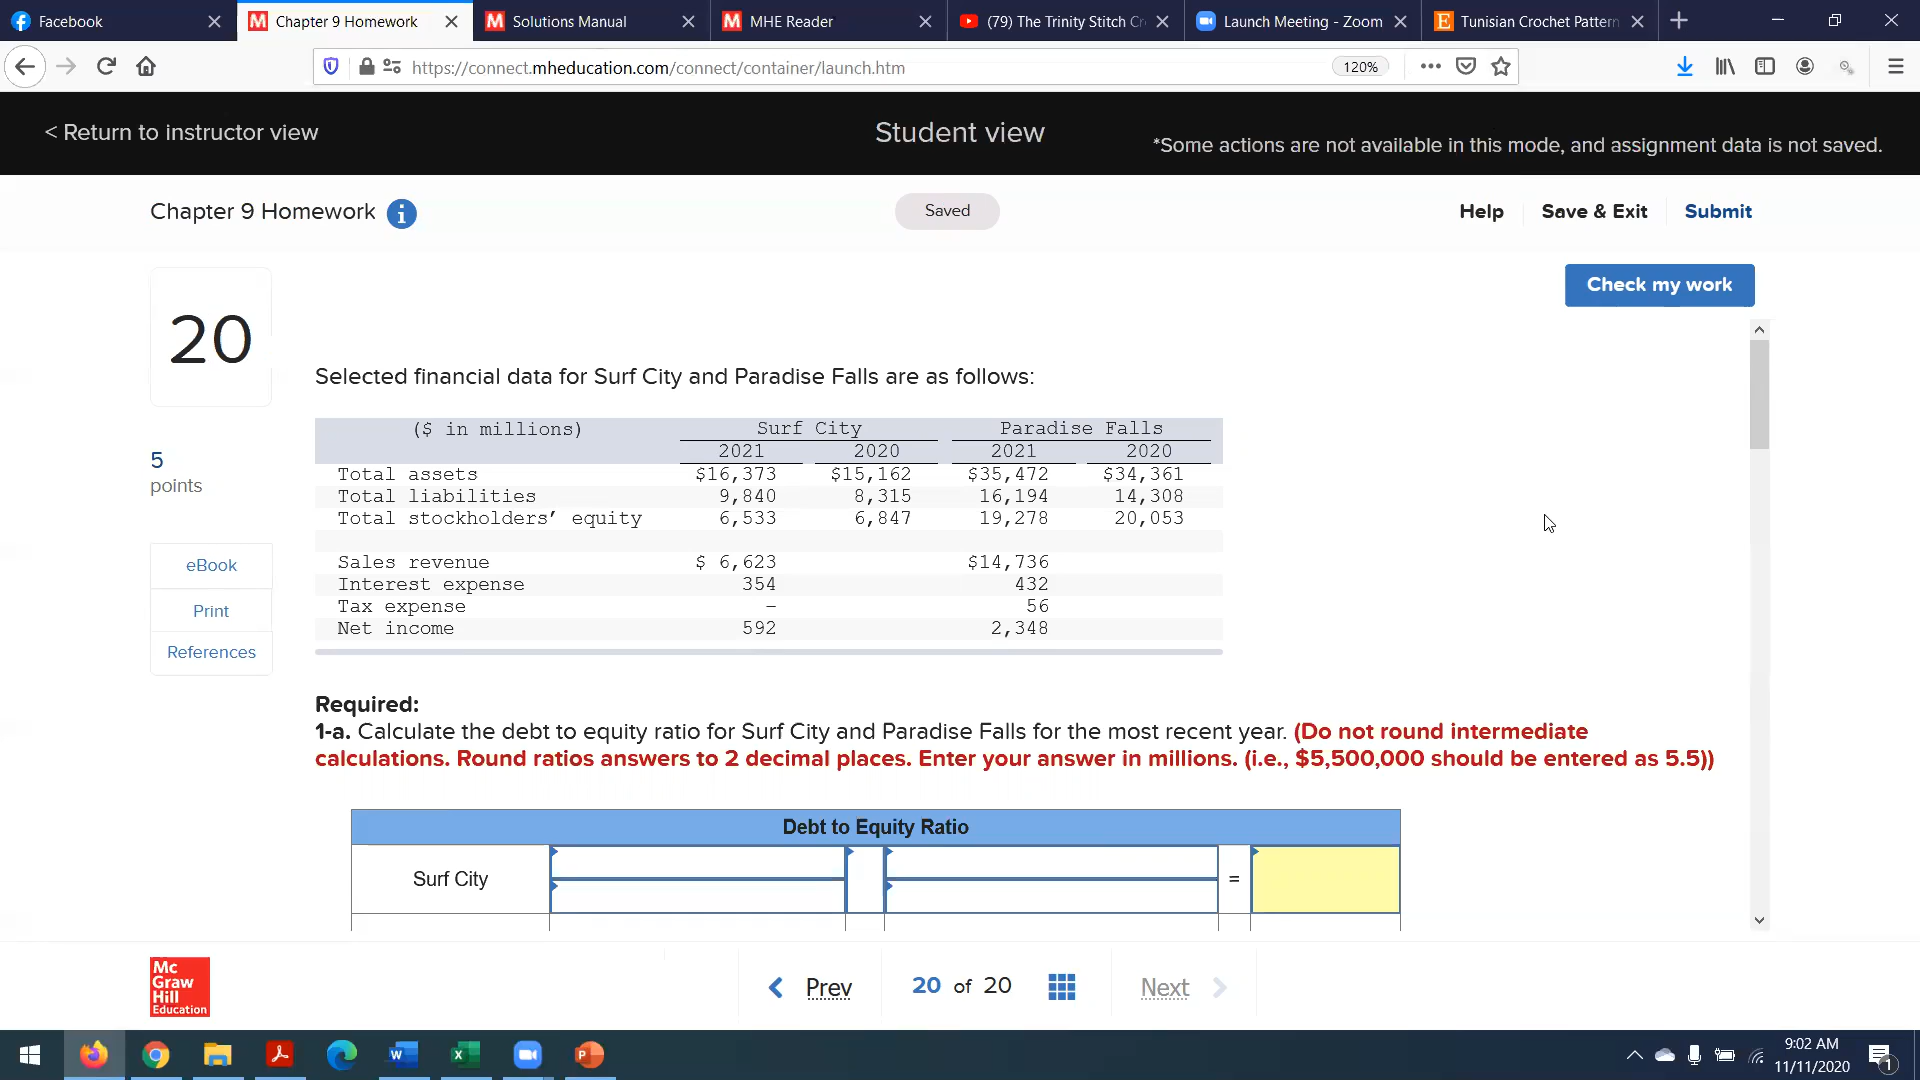 Facebook
Chapter 9 Homework
Solutions Manual
MHE Reader
(79) The Trinity Stitch Cr
Launch Meeting - Zoom
Tunisian Crochet Pattern
https://connect.mheducation.com/connect/container/launch.htm
120%
< Return to instructor view
Student view
*Some actions are not available in this mode, and assignment data is not saved.
Chapter 9 Homework
Saved
Help
Save & Exit
Submit
Check my work
20
5
points
eBook
Print
References
Selected financial data for Surf City and Paradise Falls are as follows:
($ in millions) Surf City Paradise Falls
2021 2020 2021 2020
Total assets $16,373 $15,162 $35,472 $34,361
Total liabilities 9,840 8,315 16,194 14,308
Total stockholders’ equity 6,533 6,847 19,278 20,053
Sales revenue $ 6,623 $14,736
Interest expense 354 432
Tax expense – 56
Net income 592 2,348
Required:
1-a. Calculate the debt to equity ratio for Surf City and Paradise Falls for the most recent year. (Do not round intermediate
calculations. Round ratios answers to 2 decimal places. Enter your answer in millions. (i.e., $5,500,000 should be entered as 5.5))
Debt to Equity Ratio
Surf City =
Mc
Graw
Hill
Education
Prev
20 of 20
Next
9:02 AM
11/11/2020
1